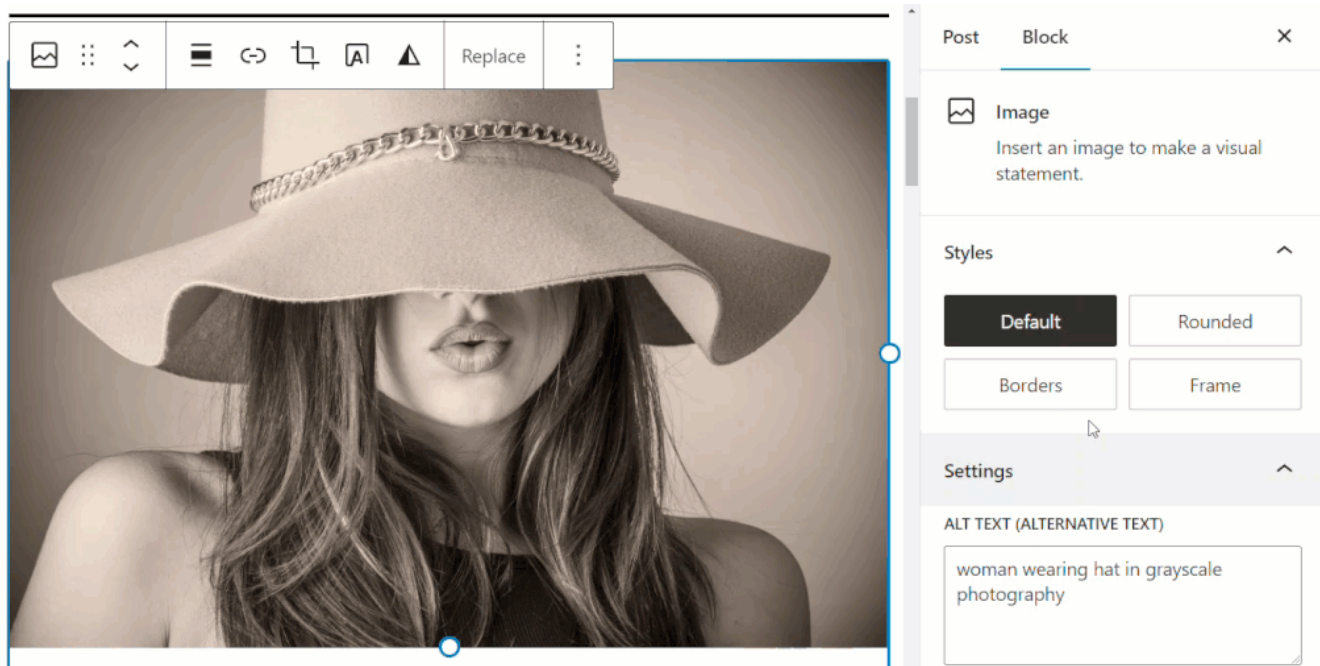 Replace
Post
Block
Image
Insert an image to make a visual
statement.
Styles
Default
Rounded
Borders
Frame
Settings
ALT TEXT (ALTERNATIVE TEXT)
woman wearing hat in grayscale
photography